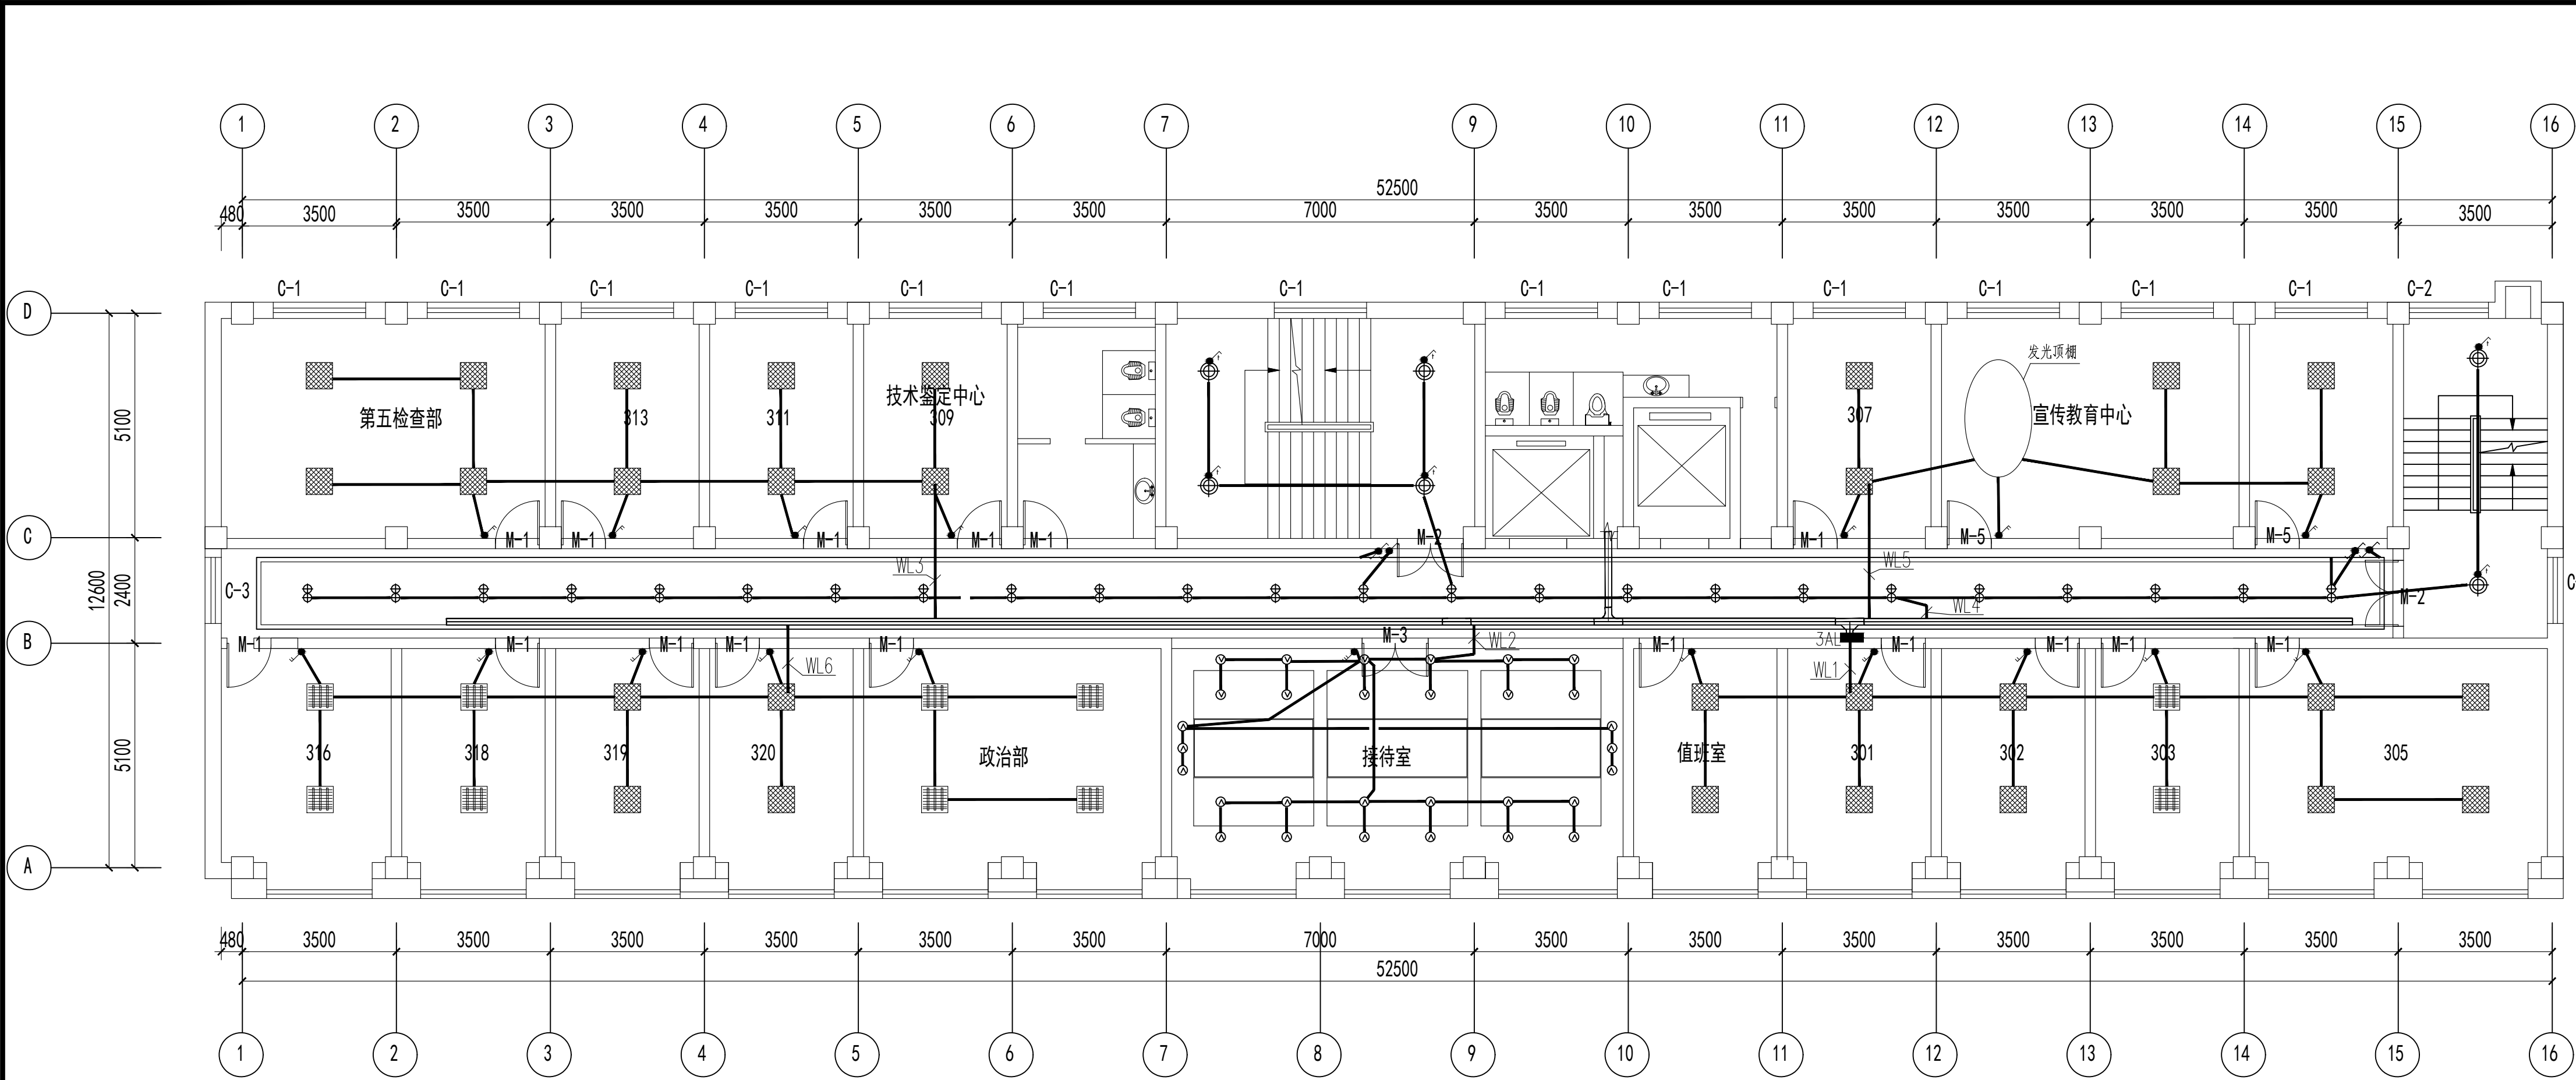 1 2 3 4 5 6 7 9 10 11 12 13 14 15 16
52500
480 3500 3500 3500 3500 3500 3500 7000 3500 3500 3500 3500 3500 3500 3500
C-1 C-1 C-1 C-1 C-1 C-1 C-1 C-1 C-1 C-1 C-1 C-1 C-1 C-2
D
发光顶棚
5100
第五检查部 313 311 技术鉴定中心 309 307 宣传教育中心
C
M-1 M-1 M-1 M-1 M-1 M-2 M-1 M-5 M-5
12600 2400
WL3 WL5
C-3 C
WL4 M-2
B
M-1 M-1 M-1 M-1 M-1 M-3 WL2 M-1 3AL M-1 M-1 M-1 M-1
WL6 WL1
5100
316 318 319 320 政治部 接待室 值班室 301 302 303 305
A
480 3500 3500 3500 3500 3500 3500 7000 3500 3500 3500 3500 3500 3500 3500
52500
1 2 3 4 5 6 7 8 9 10 11 12 13 14 15 16